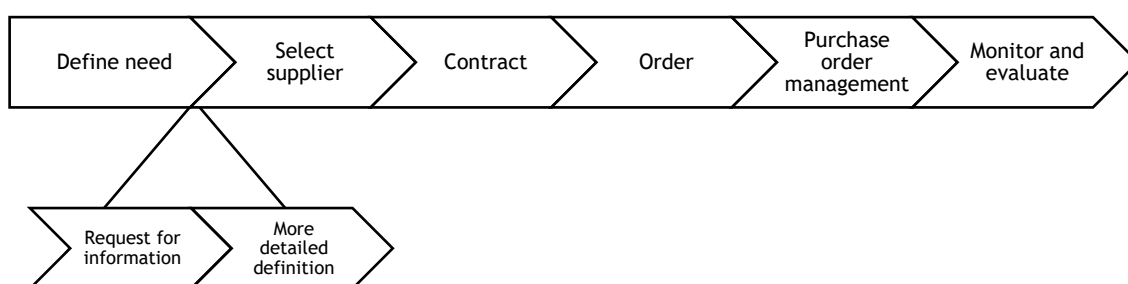 Define need
Select
supplier
Contract
Order
Purchase
order
management
Monitor and
evaluate
Request for
information
More
detailed
definition